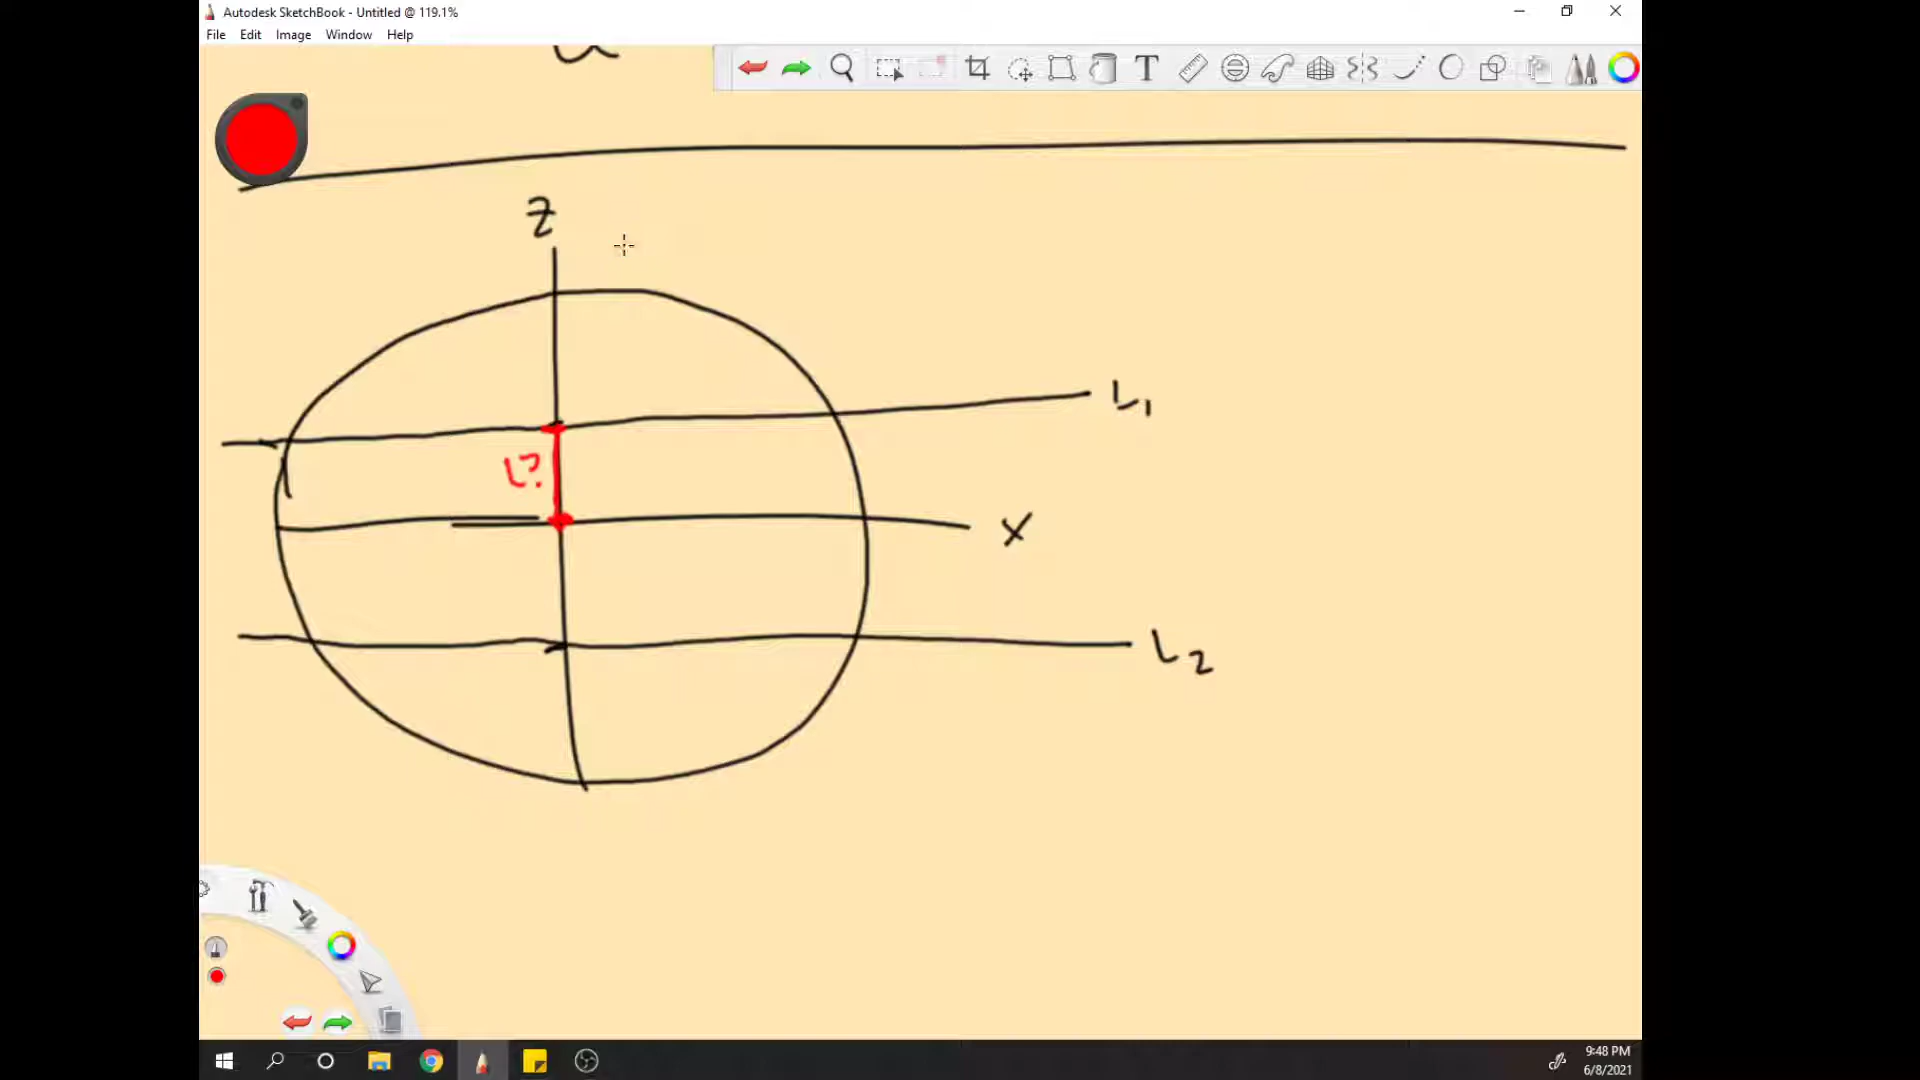 Autodesk SketchBook - Untitled @ 119.1%
File Edit Image Window Help
T
Z
L1
L?
X
L2
9:48 PM
6/8/2021